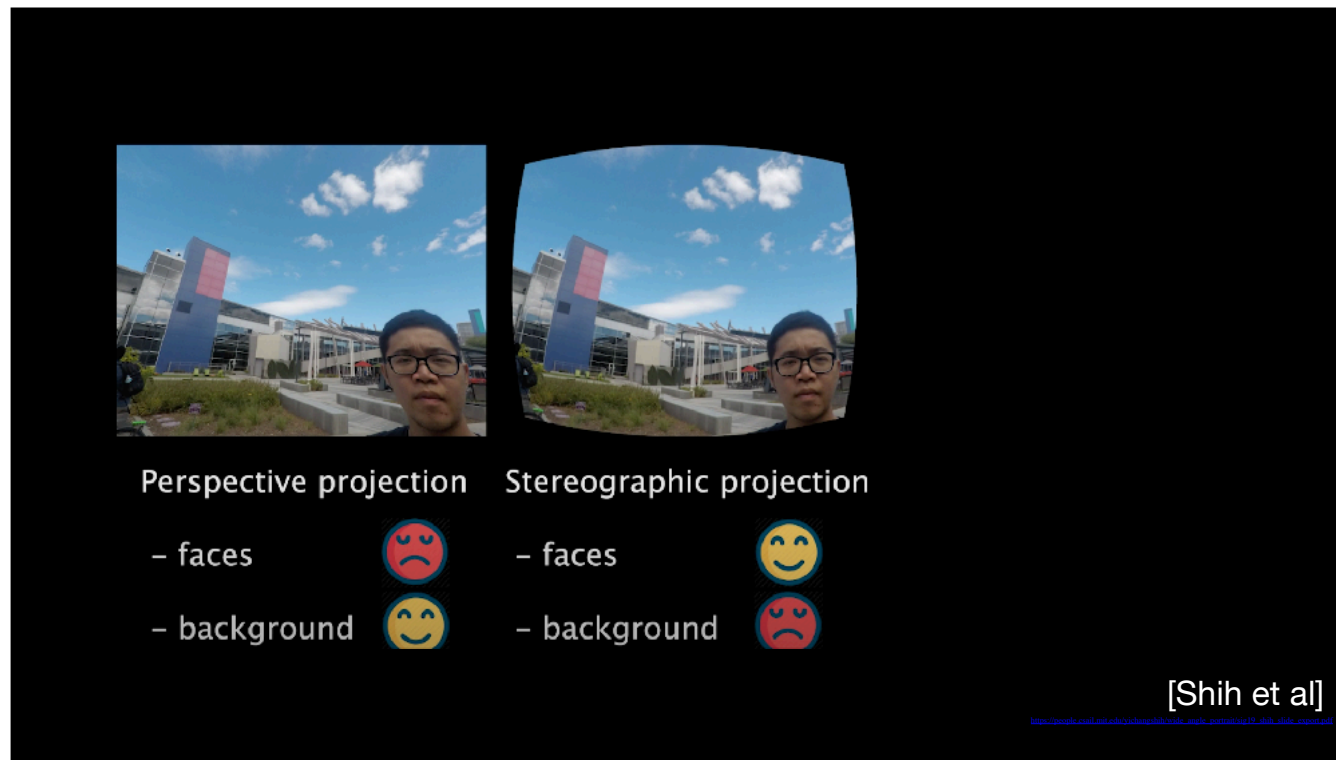 Perspective projection
– faces
– background
Stereographic projection
– faces
– background
[Shih et al]